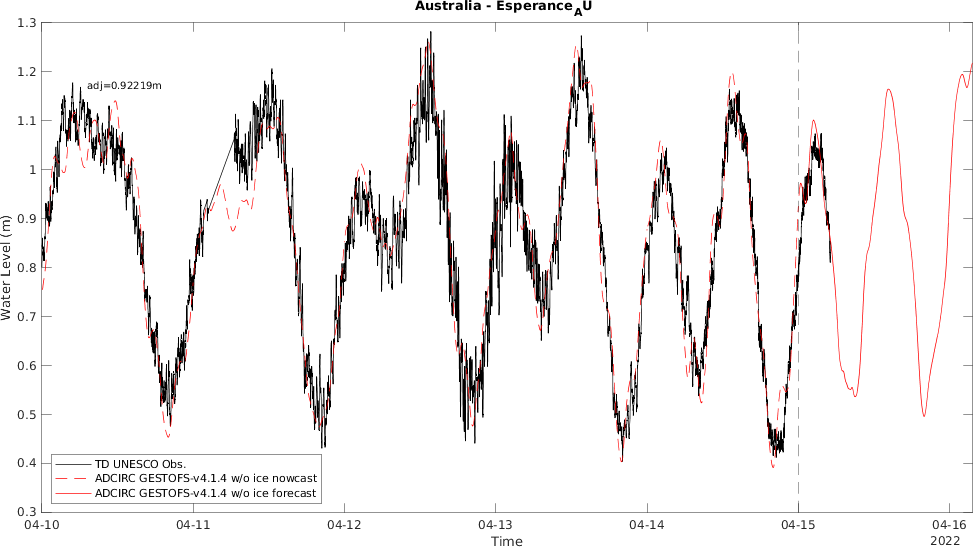 Australia - Esperance_AU
1.3
1.2
1.1
1
0.9
0.8
0.7
0.6
0.5
0.4
0.3
Water Level (m)
adj=0.92219m
TD UNESCO Obs.
ADCIRC GESTOFS-v4.1.4 w/o ice nowcast
ADCIRC GESTOFS-v4.1.4 w/o ice forecast
04-10 04-11 04-12 04-13 04-14 04-15 04-16
Time
2022